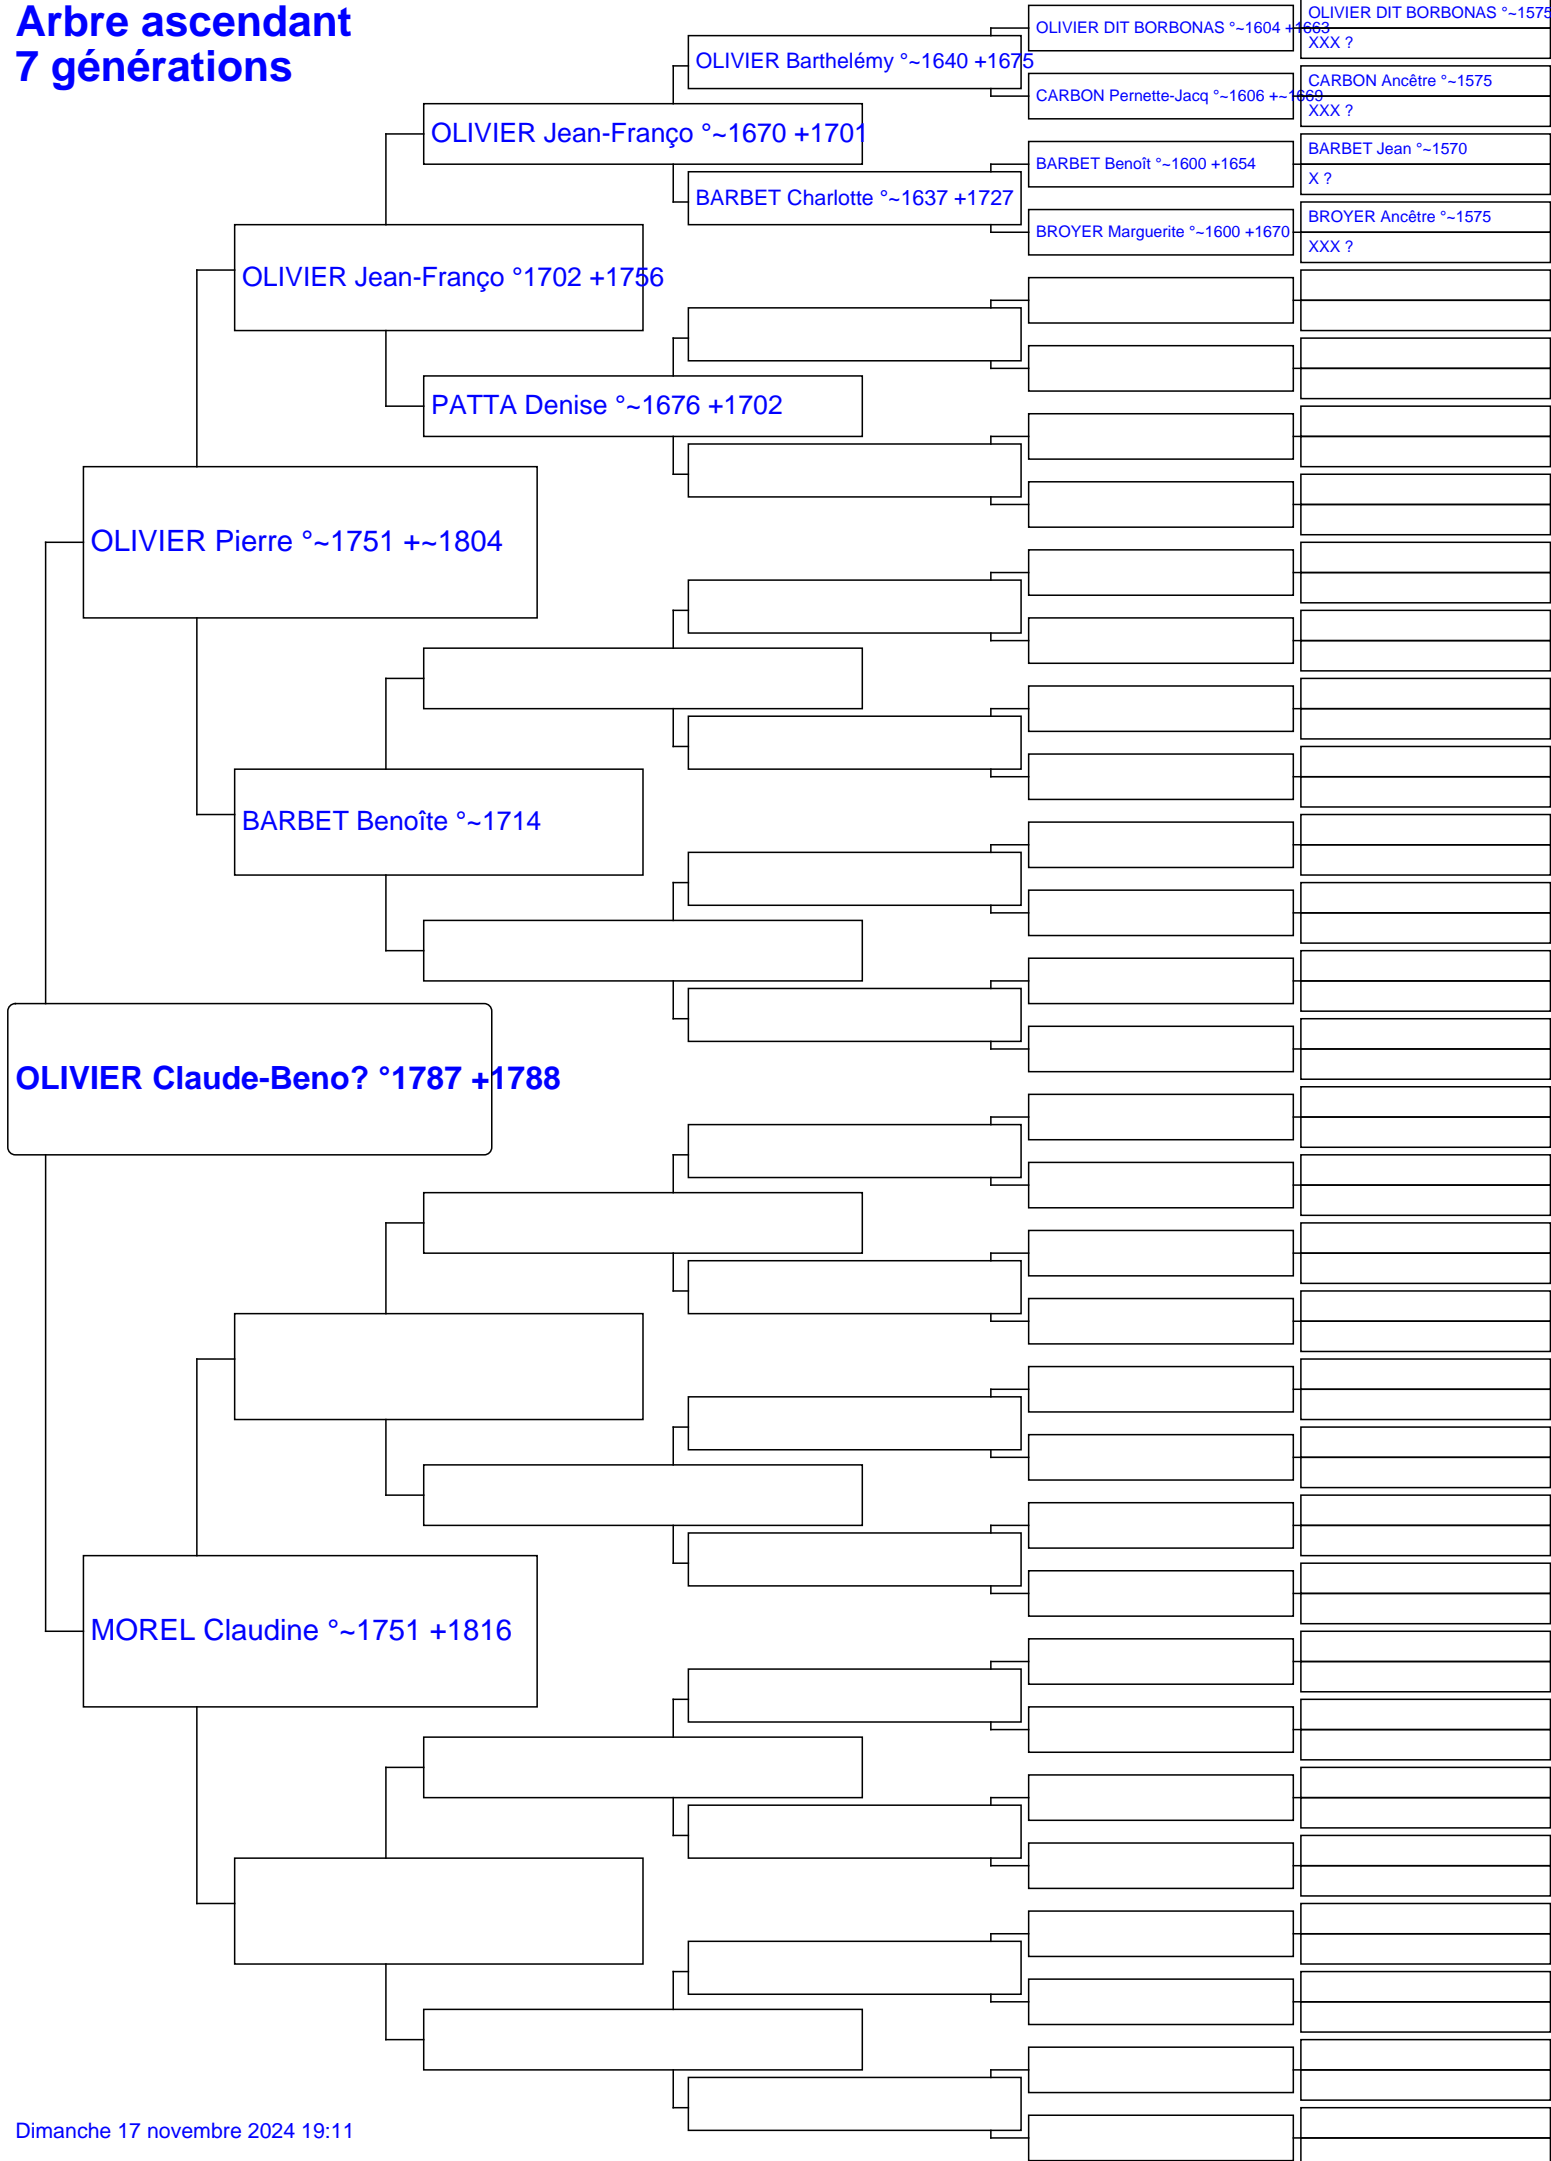 Arbre ascendant
7 générations
OLIVIER DIT BORBONAS °~1575
XXX ?
OLIVIER DIT BORBONAS °~1604 +1663
OLIVIER Barthelémy °~1640 +1675
CARBON Ancêtre °~1575
XXX ?
CARBON Pernette-Jacq °~1606 +~1669
OLIVIER Jean-Franço °~1670 +1701
BARBET Jean °~1570
X ?
BARBET Benoît °~1600 +1654
BARBET Charlotte °~1637 +1727
BROYER Ancêtre °~1575
XXX ?
BROYER Marguerite °~1600 +1670
OLIVIER Jean-Franço °1702 +1756
PATTA Denise °~1676 +1702
OLIVIER Pierre °~1751 +~1804
BARBET Benoîte °~1714
OLIVIER Claude-Beno? °1787 +1788
MOREL Claudine °~1751 +1816
Dimanche 17 novembre 2024 19:11